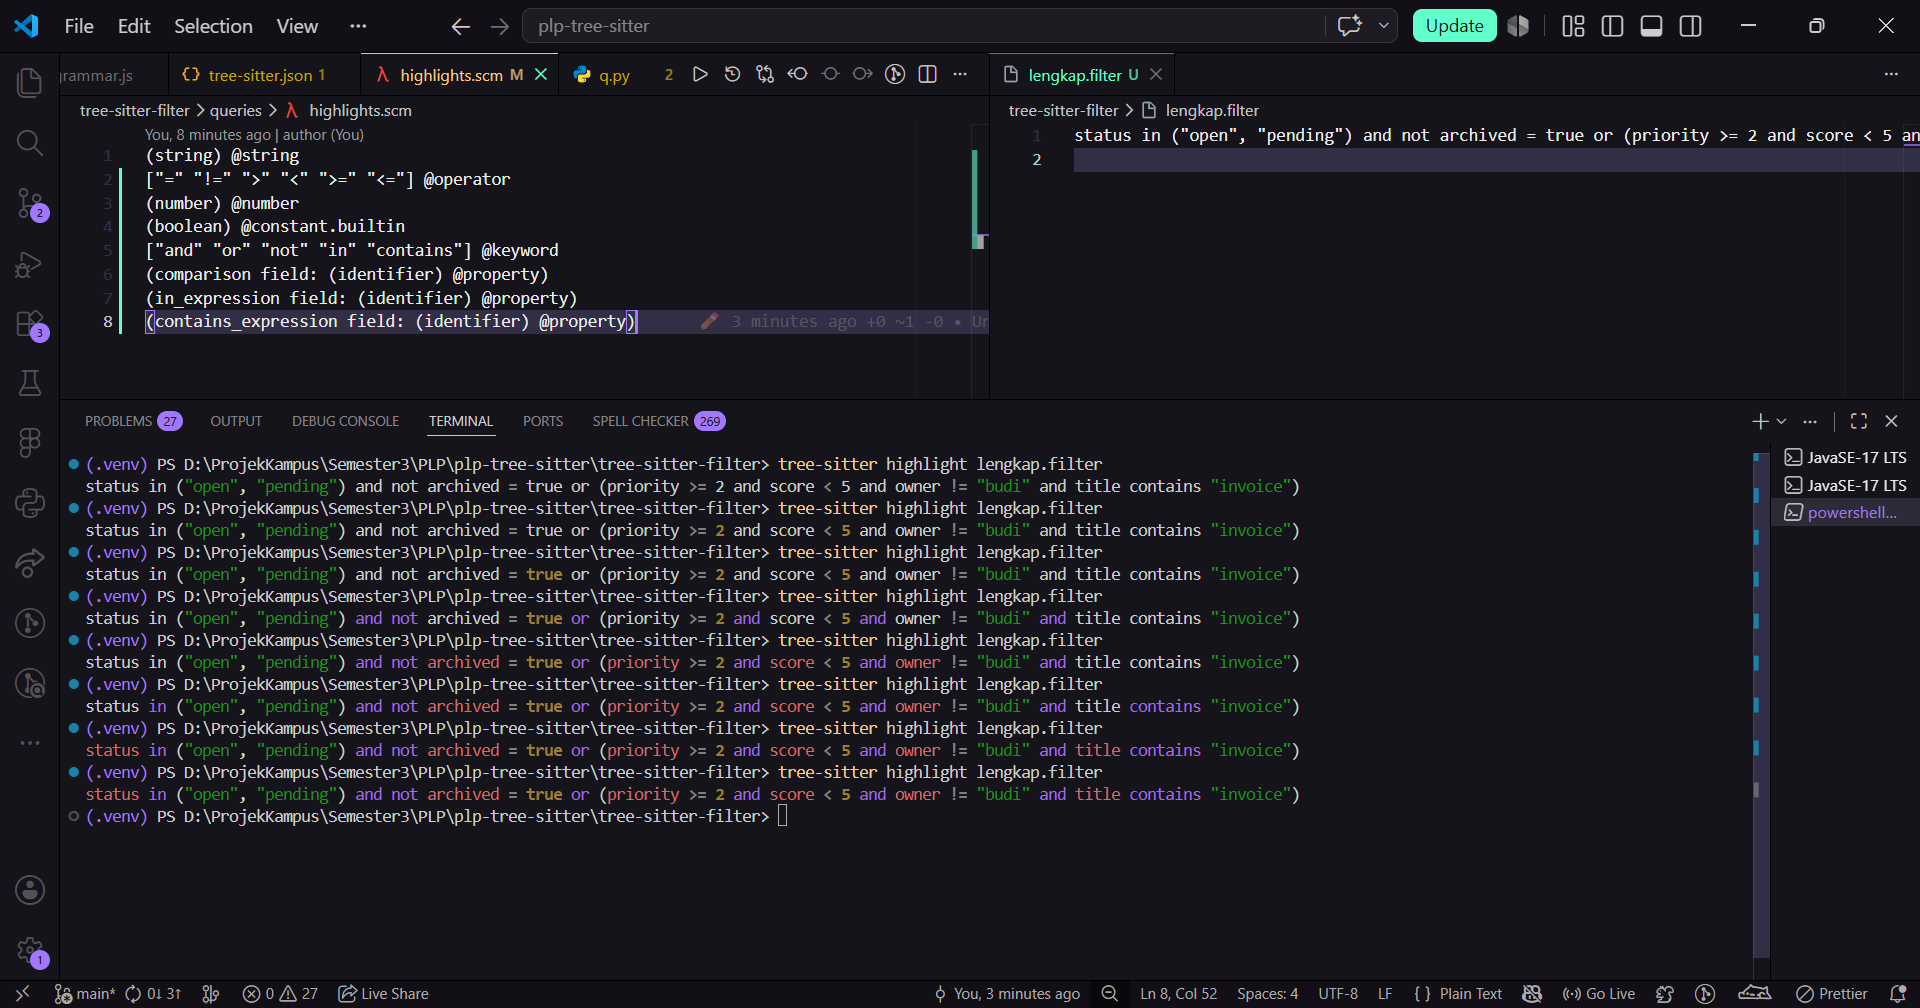 File Edit Selection View ··· plp-tree-sitter Update
grammar.js {} tree-sitter.json 1 highlights.scm M q.py 2 lengkap.filter U
tree-sitter-filter > queries > highlights.scm
tree-sitter-filter > lengkap.filter
You, 8 minutes ago | author (You)
1 (string) @string
2 ["=" "!=" ">" "<" ">=" "<="] @operator
3 (number) @number
4 (boolean) @constant.builtin
5 ["and" "or" "not" "in" "contains"] @keyword
6 (comparison field: (identifier) @property)
7 (in_expression field: (identifier) @property)
8 (contains_expression field: (identifier) @property) 3 minutes ago +0 ~1 -0 • Un
1 status in ("open", "pending") and not archived = true or (priority >= 2 and score < 5 an
2
PROBLEMS 27 OUTPUT DEBUG CONSOLE TERMINAL PORTS SPELL CHECKER 269
(.venv) PS D:\ProjekKampus\Semester3\PLP\plp-tree-sitter\tree-sitter-filter> tree-sitter highlight lengkap.filter
status in ("open", "pending") and not archived = true or (priority >= 2 and score < 5 and owner != "budi" and title contains "invoice")
(.venv) PS D:\ProjekKampus\Semester3\PLP\plp-tree-sitter\tree-sitter-filter> tree-sitter highlight lengkap.filter
status in ("open", "pending") and not archived = true or (priority >= 2 and score < 5 and owner != "budi" and title contains "invoice")
(.venv) PS D:\ProjekKampus\Semester3\PLP\plp-tree-sitter\tree-sitter-filter> tree-sitter highlight lengkap.filter
status in ("open", "pending") and not archived = true or (priority >= 2 and score < 5 and owner != "budi" and title contains "invoice")
(.venv) PS D:\ProjekKampus\Semester3\PLP\plp-tree-sitter\tree-sitter-filter> tree-sitter highlight lengkap.filter
status in ("open", "pending") and not archived = true or (priority >= 2 and score < 5 and owner != "budi" and title contains "invoice")
(.venv) PS D:\ProjekKampus\Semester3\PLP\plp-tree-sitter\tree-sitter-filter> tree-sitter highlight lengkap.filter
status in ("open", "pending") and not archived = true or (priority >= 2 and score < 5 and owner != "budi" and title contains "invoice")
(.venv) PS D:\ProjekKampus\Semester3\PLP\plp-tree-sitter\tree-sitter-filter> tree-sitter highlight lengkap.filter
status in ("open", "pending") and not archived = true or (priority >= 2 and score < 5 and owner != "budi" and title contains "invoice")
(.venv) PS D:\ProjekKampus\Semester3\PLP\plp-tree-sitter\tree-sitter-filter> tree-sitter highlight lengkap.filter
status in ("open", "pending") and not archived = true or (priority >= 2 and score < 5 and owner != "budi" and title contains "invoice")
(.venv) PS D:\ProjekKampus\Semester3\PLP\plp-tree-sitter\tree-sitter-filter> tree-sitter highlight lengkap.filter
status in ("open", "pending") and not archived = true or (priority >= 2 and score < 5 and owner != "budi" and title contains "invoice")
(.venv) PS D:\ProjekKampus\Semester3\PLP\plp-tree-sitter\tree-sitter-filter>
JavaSE-17 LTS
JavaSE-17 LTS
powershell...
2
3
1
main* 0↓ 3↑ 0 27 Live Share You, 3 minutes ago Ln 8, Col 52 Spaces: 4 UTF-8 LF {} Plain Text Go Live Prettier